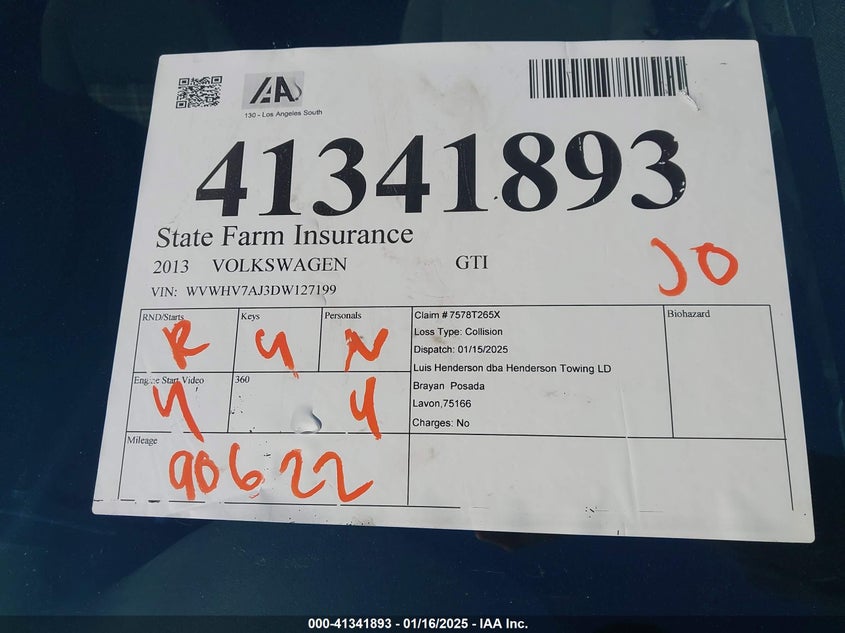 IAA
130 - Los Angeles South
41341893
State Farm Insurance
2013 VOLKSWAGEN GTI
JO
VIN: WVWHV7AJ3DW127199
RND/Starts Keys Personals
R Y N
Claim # 7578T265X
Loss Type: Collision
Dispatch: 01/15/2025
Luis Henderson dba Henderson Towing LD
Brayan Posada
Lavon,75166
Charges: No
Biohazard
Engine Start Video 360
Y Y
Mileage
90622
000-41341893 - 01/16/2025 - IAA Inc.